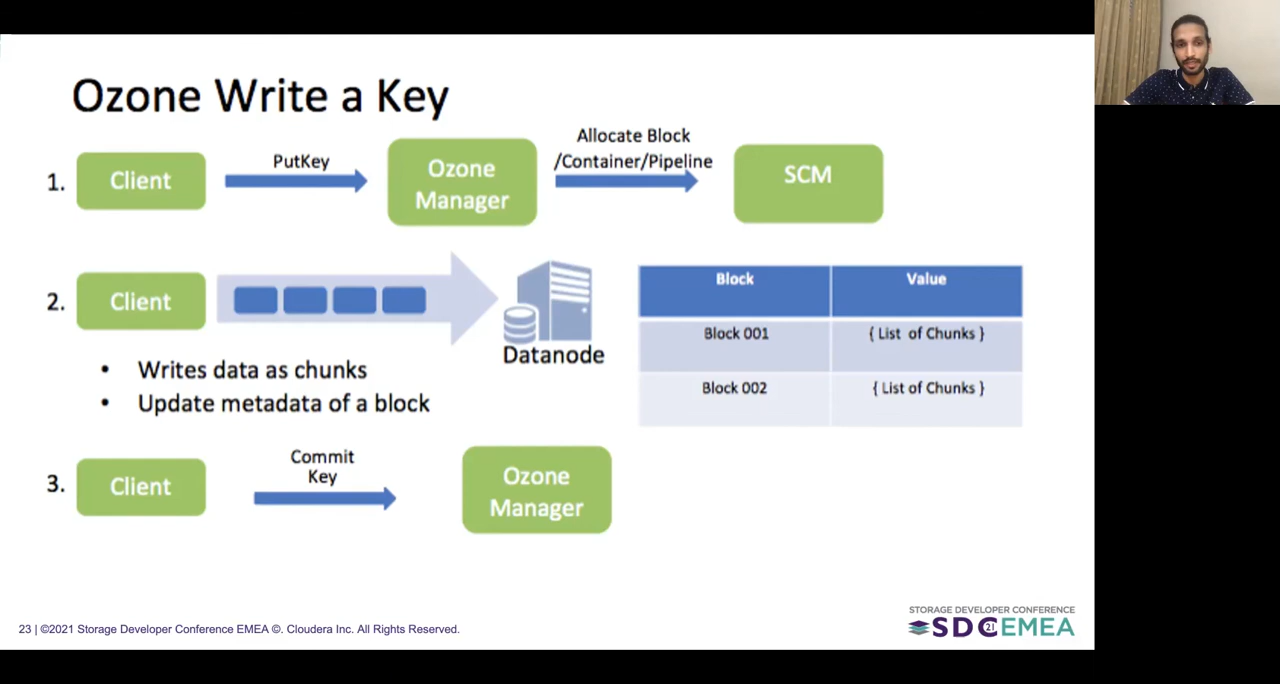 Ozone Write a Key
1.
Client
PutKey
Ozone
Manager
Allocate Block
/Container/Pipeline
SCM
2.
Client
Datanode
Block Value
Block 001 { List of Chunks }
Block 002 { List of Chunks }
• Writes data as chunks
• Update metadata of a block
3.
Client
Commit
Key
Ozone
Manager
23 | ©2021 Storage Developer Conference EMEA ©. Cloudera Inc. All Rights Reserved.
STORAGE DEVELOPER CONFERENCE
SDC21EMEA